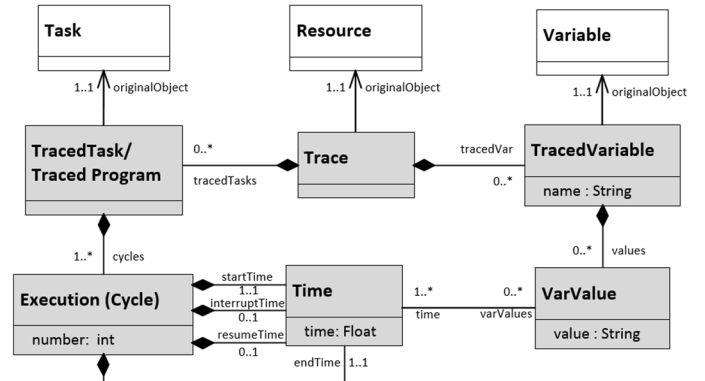 Task
Resource
Variable
1..1 originalObject
1..1 originalObject
1..1 originalObject
TracedTask/
Traced Program
0..*
tracedTasks
Trace
tracedVar
0..*
TracedVariable
name : String
1..* cycles
0..* values
Execution (Cycle)
number: int
startTime
1..1
interruptTime
0..1
resumeTime
0..1
Time
time: Float
1..*
time
0..*
varValues
VarValue
value : String
endTime 1..1